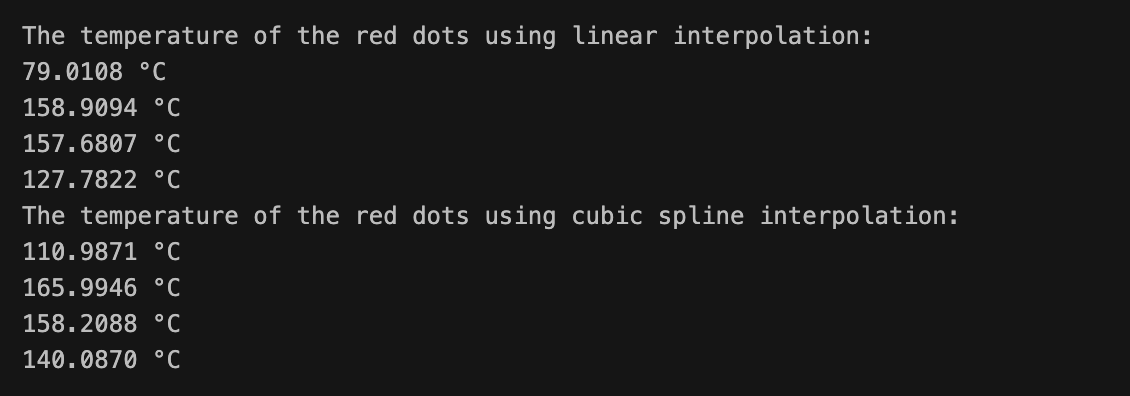 The temperature of the red dots using linear interpolation:
79.0108 °C
158.9094 °C
157.6807 °C
127.7822 °C
The temperature of the red dots using cubic spline interpolation:
110.9871 °C
165.9946 °C
158.2088 °C
140.0870 °C